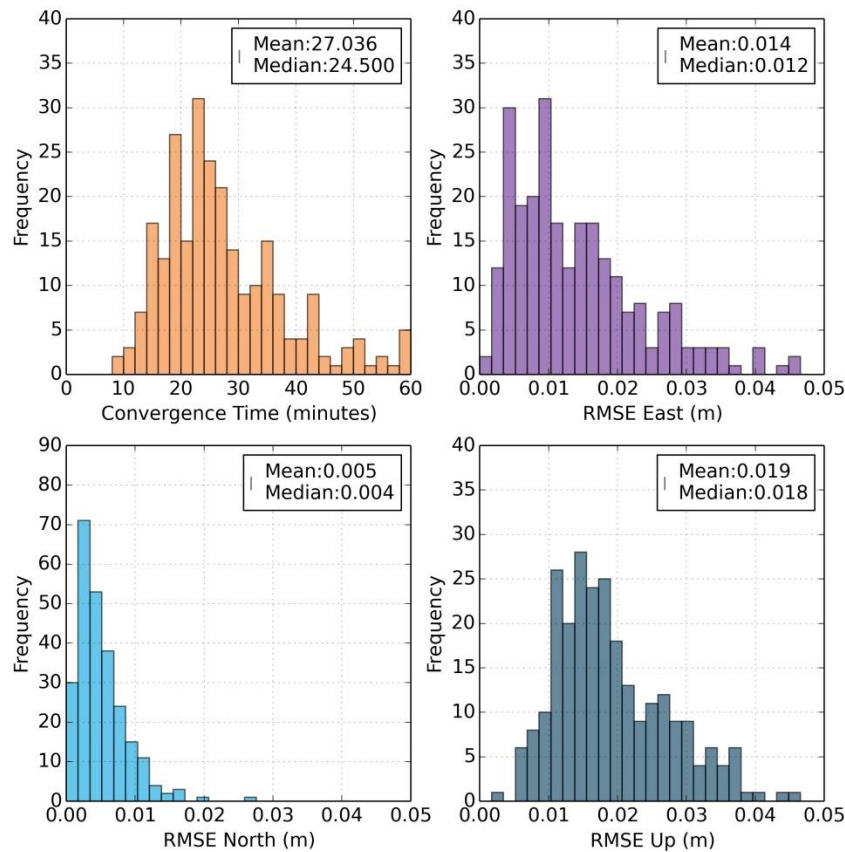 40
35
30
25
20
15
10
5
0
Frequency
Mean:27.036
Median:24.500
0 10 20 30 40 50 60
Convergence Time (minutes)
40
35
30
25
20
15
10
5
0
Frequency
Mean:0.014
Median:0.012
0.00 0.01 0.02 0.03 0.04 0.05
RMSE East (m)
90
80
70
60
50
40
30
20
10
0
Frequency
Mean:0.005
Median:0.004
0.00 0.01 0.02 0.03 0.04 0.05
RMSE North (m)
40
35
30
25
20
15
10
5
0
Frequency
Mean:0.019
Median:0.018
0.00 0.01 0.02 0.03 0.04 0.05
RMSE Up (m)